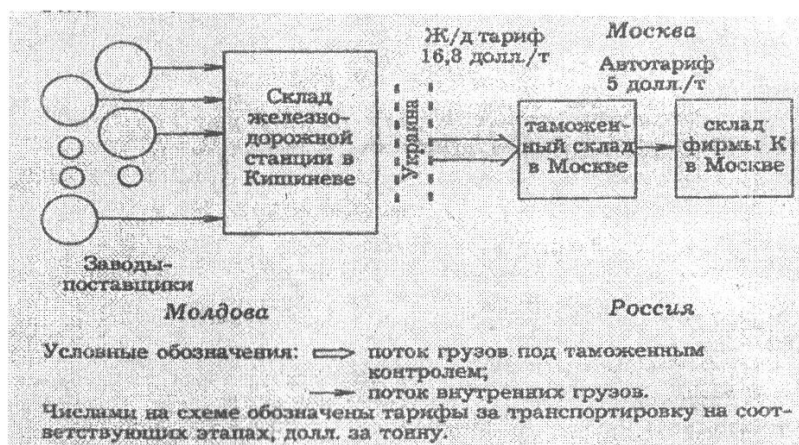 Ж/д тариф
16,8 долл./т
Москва
Автотариф
5 долл./т
Склад
железно-
дорожной
станции в
Кишиневе
Украина
таможен-
ный склад
в Москве
склад
фирмы К
в Москве
Заводы-
поставщики
Молдова
Россия
Условные обозначения:
поток грузов под таможенным
контролем;
поток внутренних грузов.
Числами на схеме обозначены тарифы за транспортировку на соот-
ветствующих этапах, долл. за тонну.